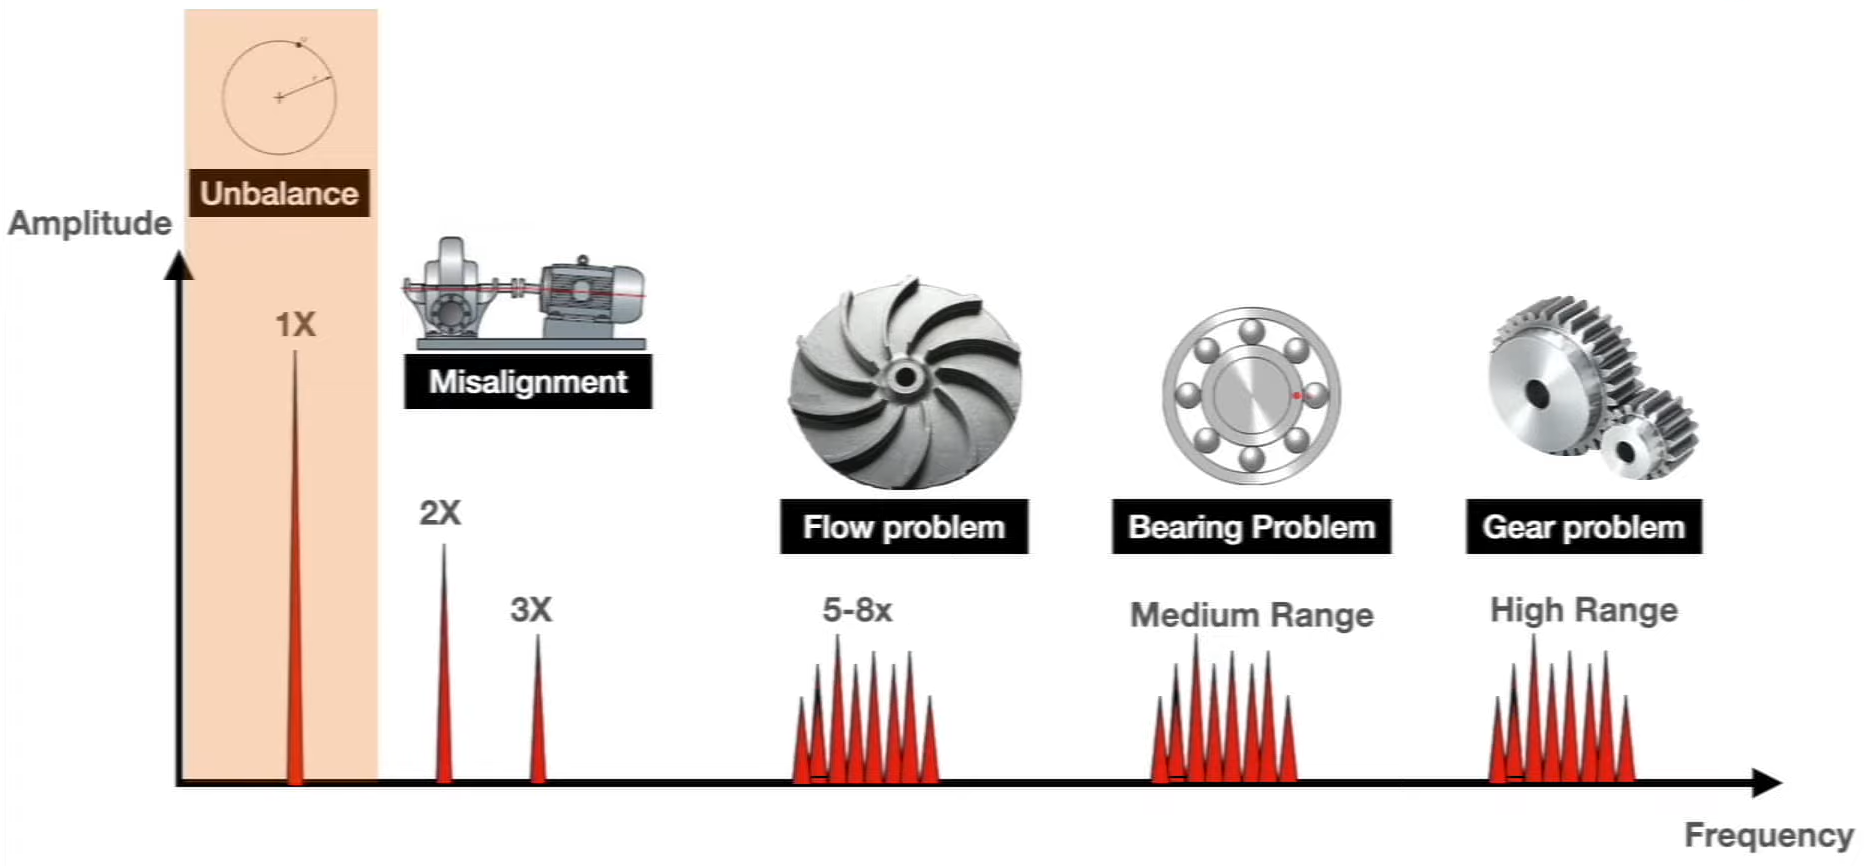 Unbalance
Amplitude
1X
Misalignment
2X
3X
Flow problem
5-8x
Bearing Problem
Medium Range
Gear problem
High Range
Frequency